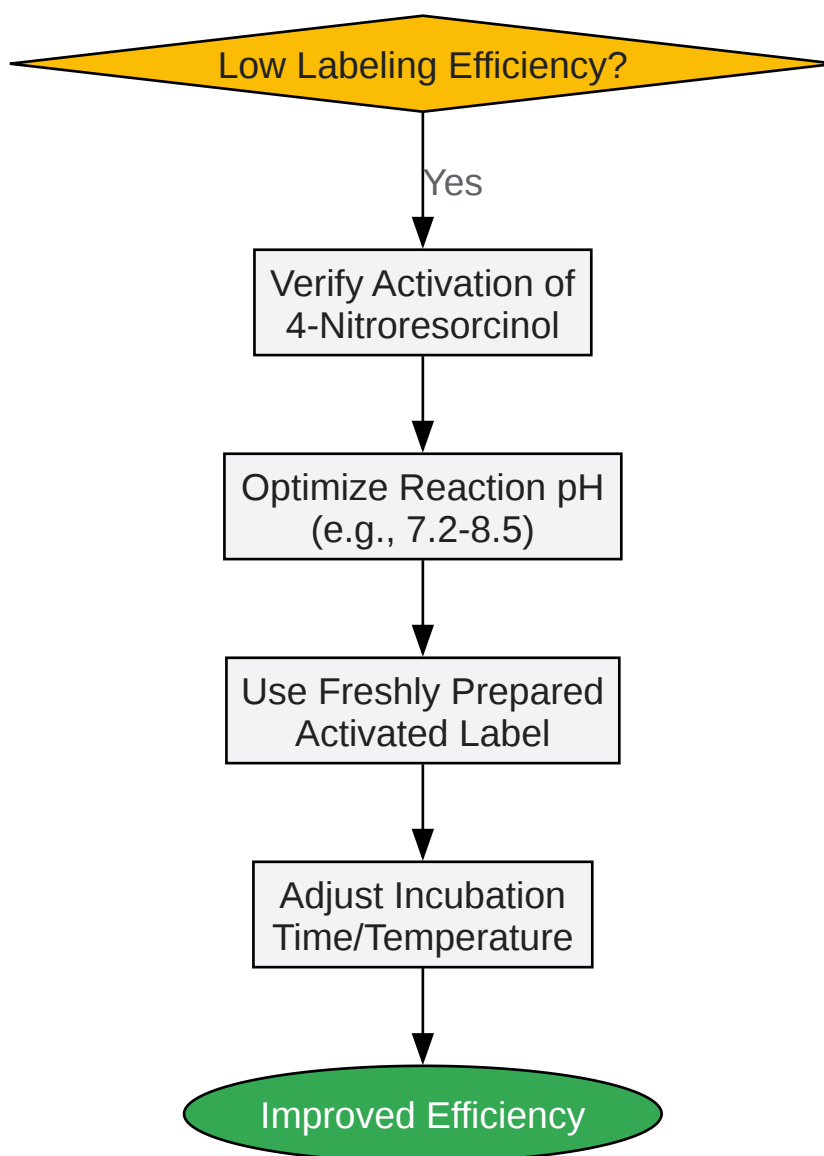 Low Labeling Efficiency?
Yes
Verify Activation of
4-Nitroresorcinol
Optimize Reaction pH
(e.g., 7.2-8.5)
Use Freshly Prepared
Activated Label
Adjust Incubation
Time/Temperature
Improved Efficiency